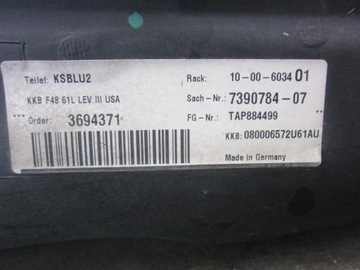 Teilef: KSBLU2
Rack: 10-00-6034 01
KKB F48 61L LEV III USA
Sach-Nr.: 7390784-07
Order: 3694371
FG-Nr.: TAP884499
KKB: 080006572U61AU
Made in Germany